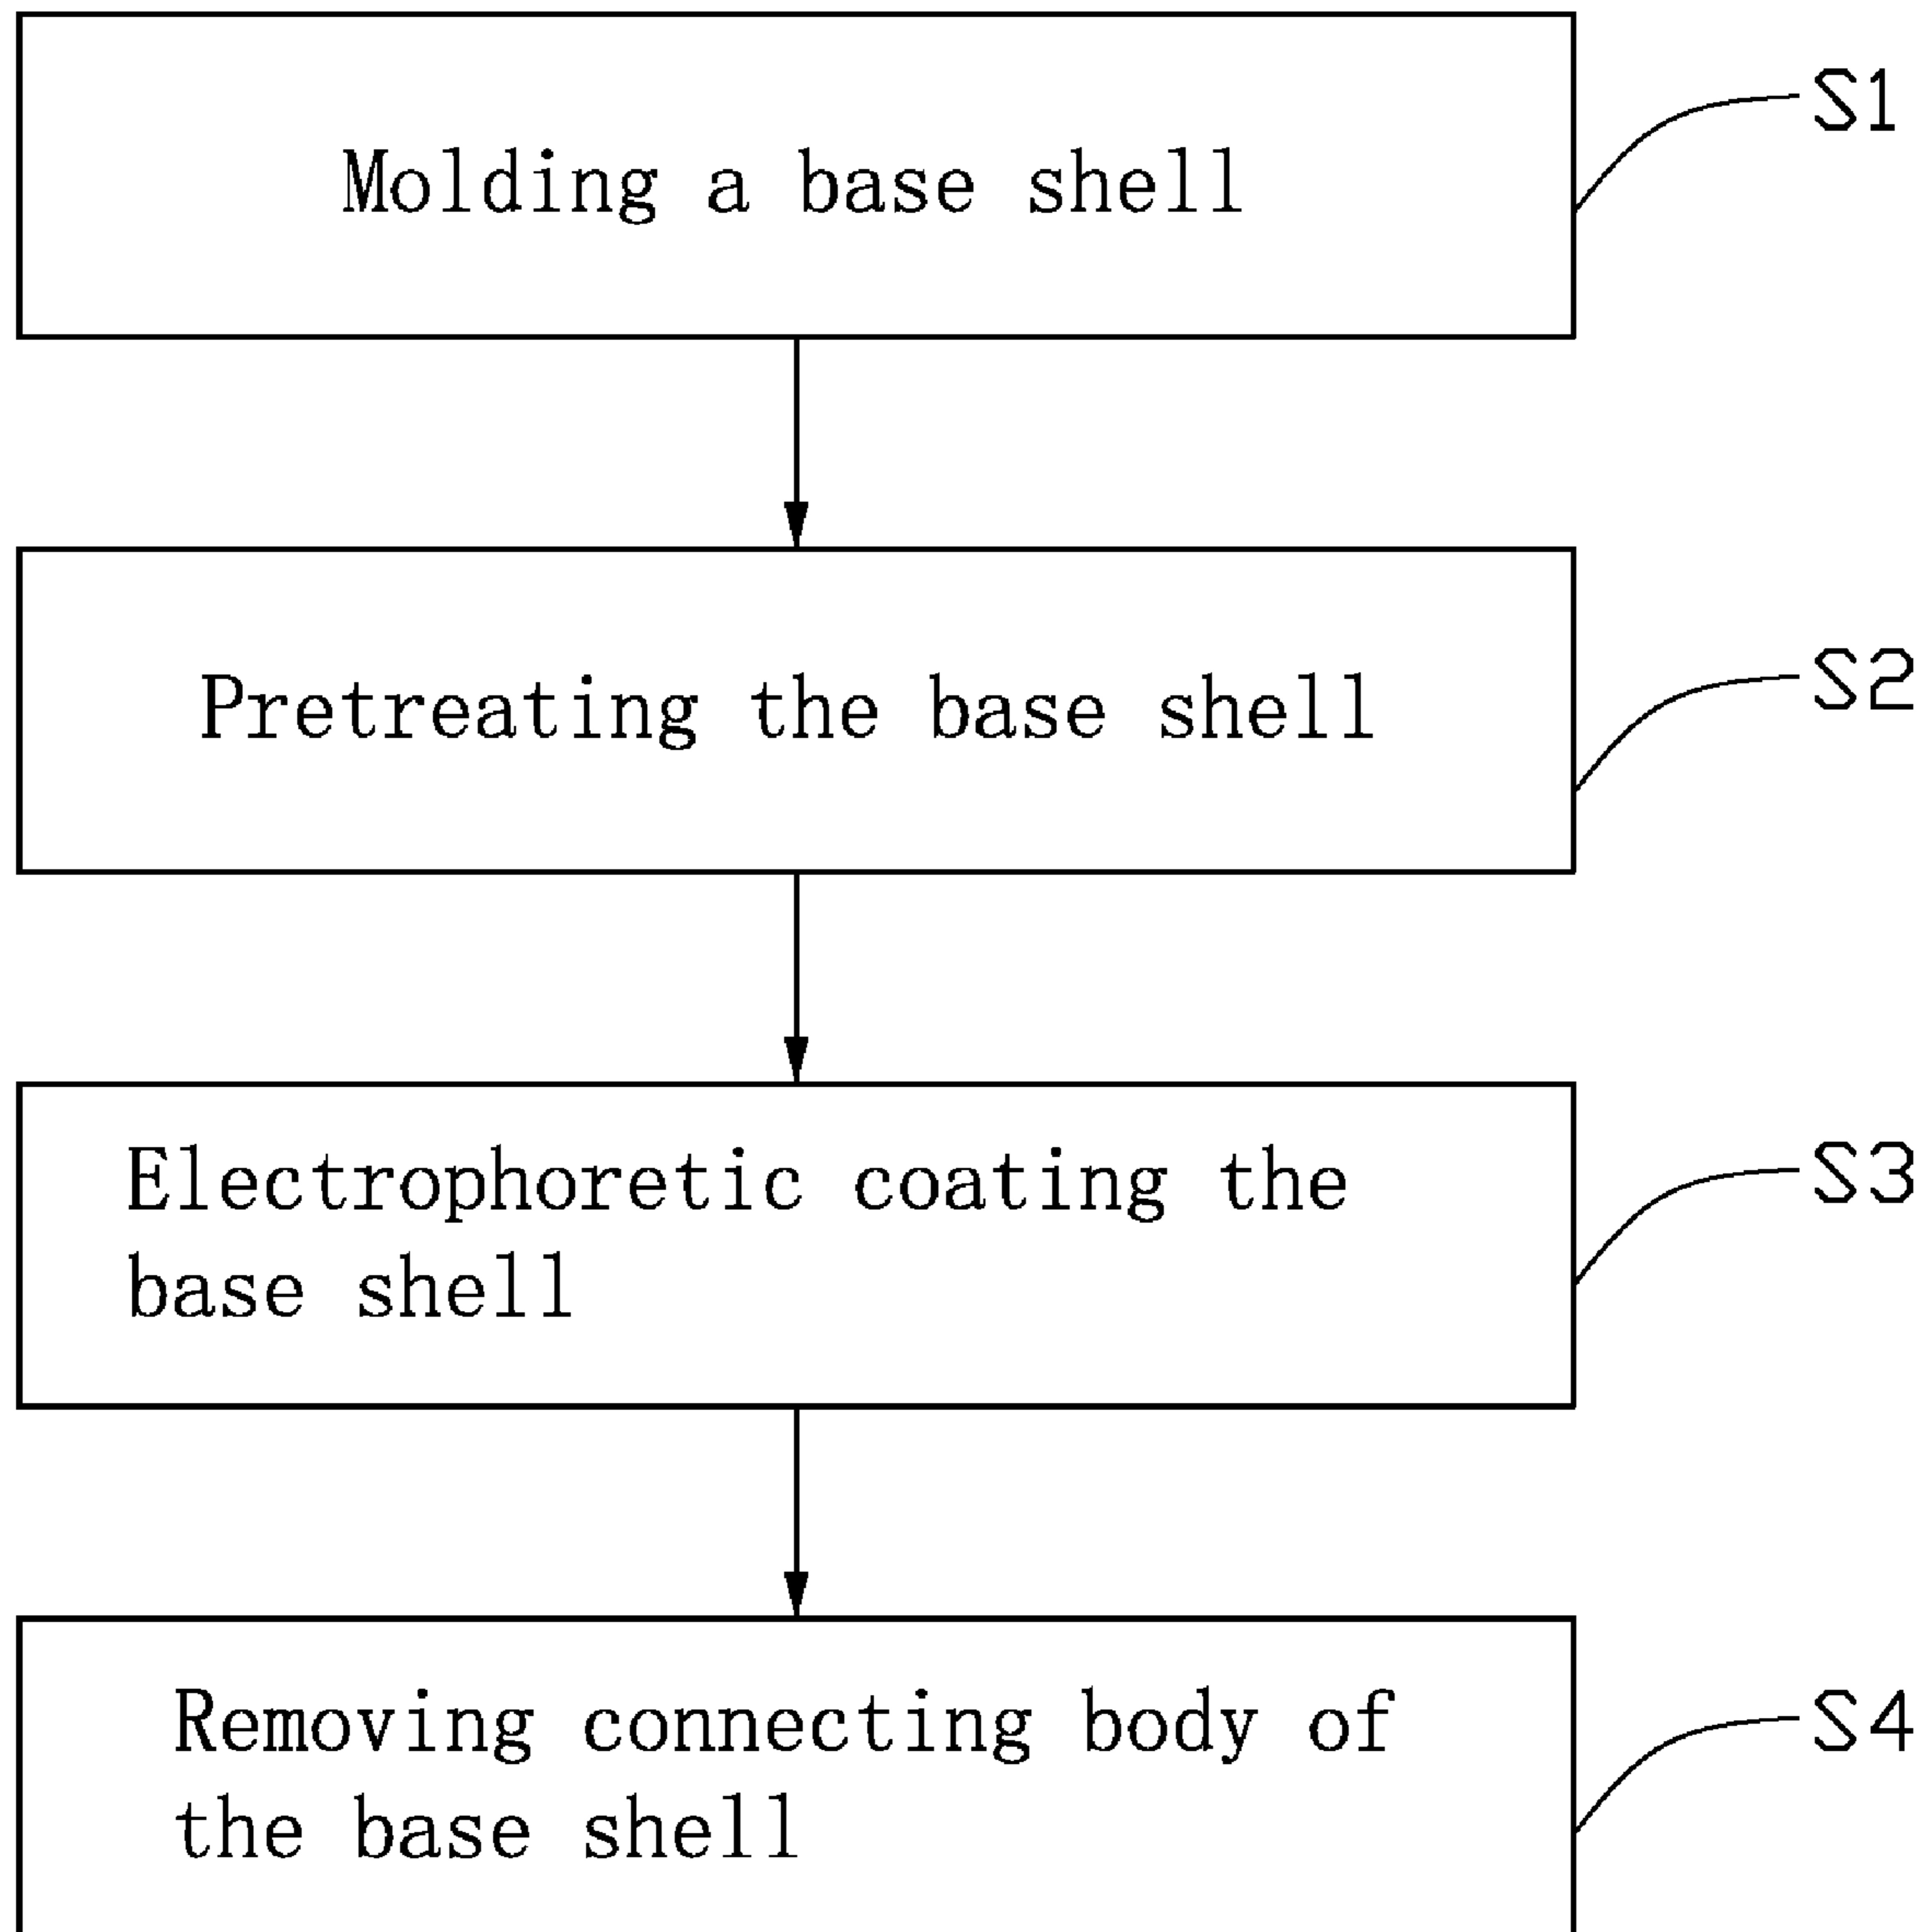 Molding a base shell
S1
Pretreating the base shell
S2
Electrophoretic coating the
base shell
S3
Removing connecting body of
the base shell
S4